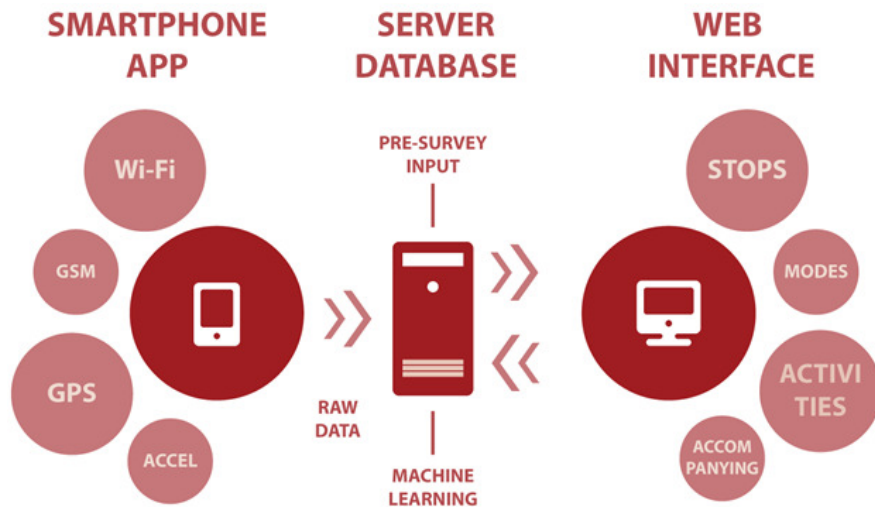 SMARTPHONE
APP
SERVER
DATABASE
WEB
INTERFACE
Wi-Fi
GSM
GPS
ACCEL
RAW
DATA
PRE-SURVEY
INPUT
MACHINE
LEARNING
STOPS
MODES
ACTIVI
TIES
ACCOM
PANYING